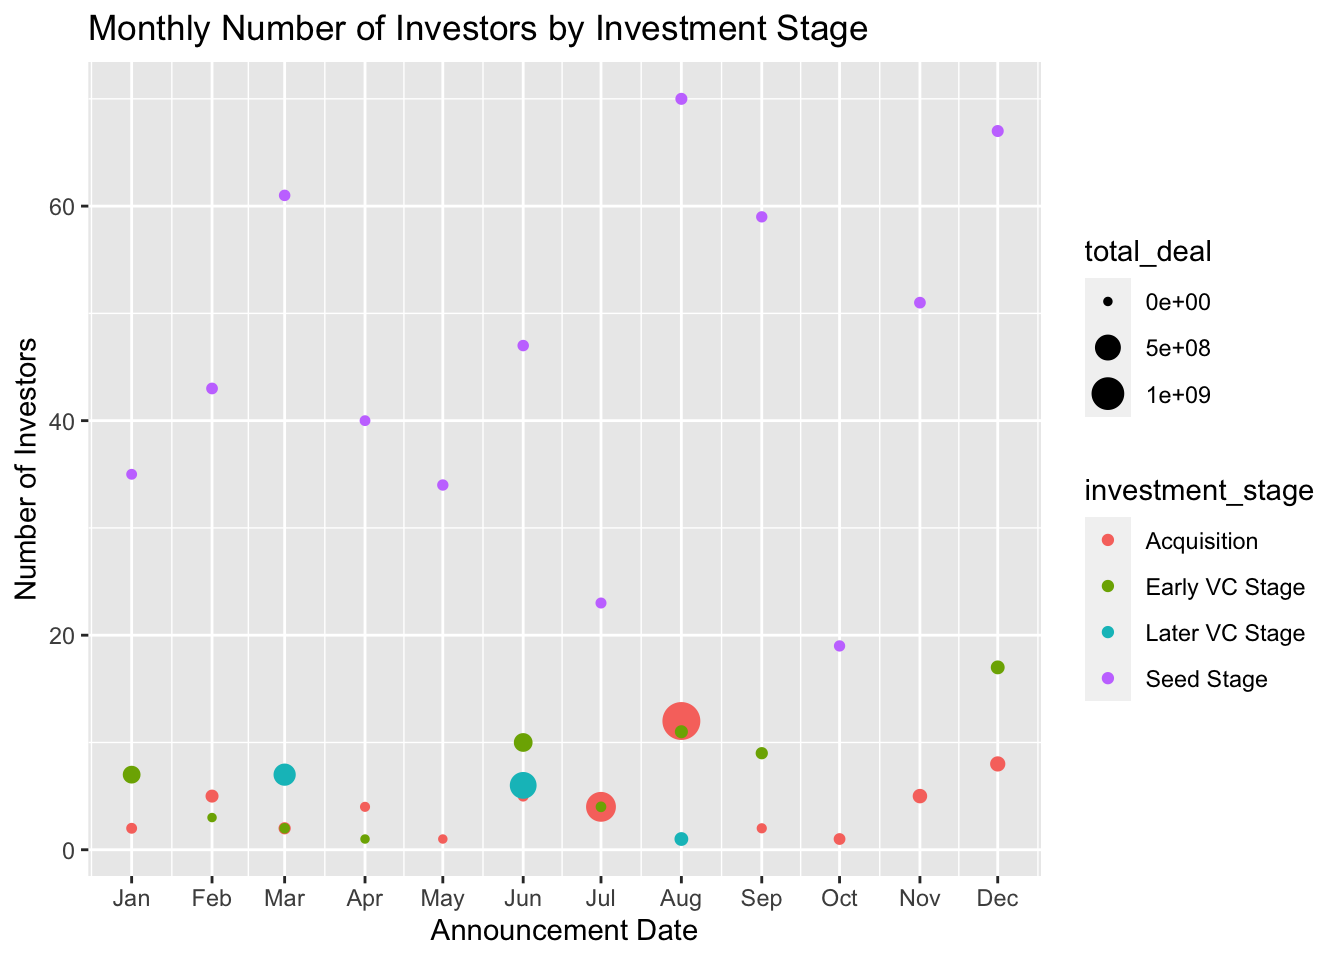 Monthly Number of Investors by Investment Stage
Number of Investors
60
40
20
0
Jan Feb Mar Apr May Jun Jul Aug Sep Oct Nov Dec
Announcement Date
total_deal
0e+00
5e+08
1e+09
investment_stage
Acquisition
Early VC Stage
Later VC Stage
Seed Stage